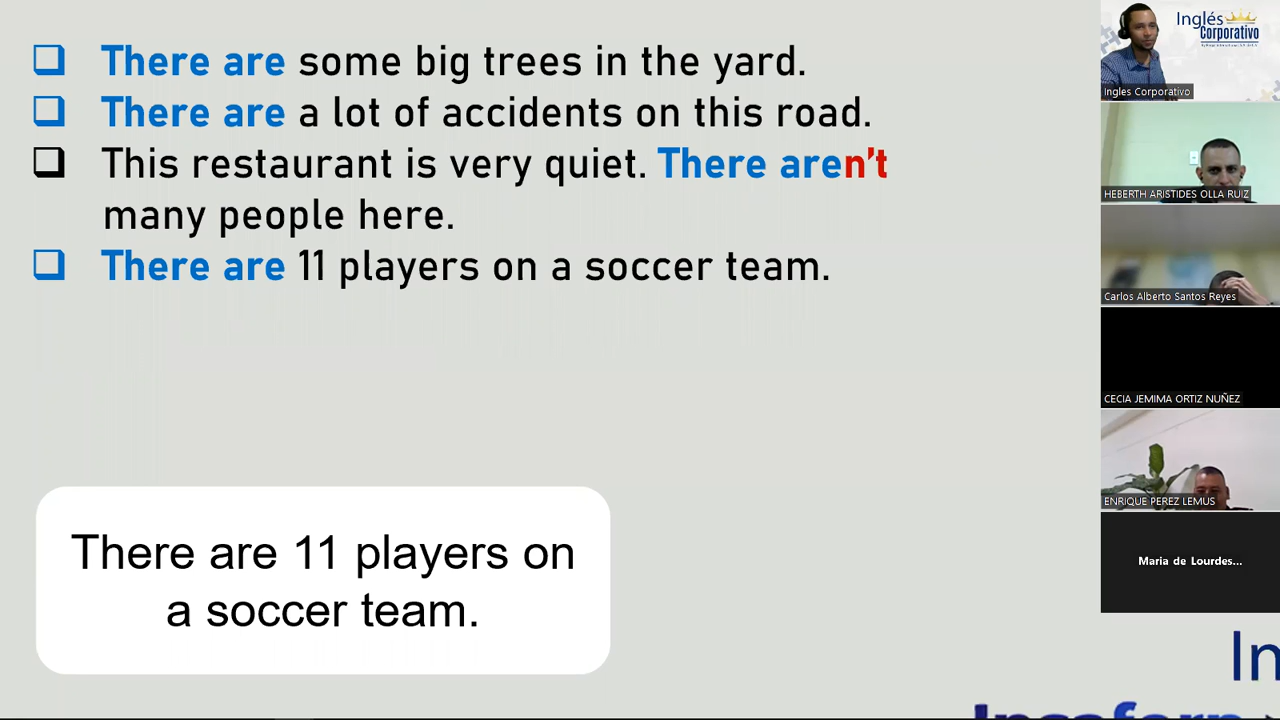 There are some big trees in the yard.
There are a lot of accidents on this road.
This restaurant is very quiet. There aren't
many people here.
There are 11 players on a soccer team.
There are 11 players on
a soccer team.
Inglés
Corporativo
Ingles Corporativo
HEBERTH ARISTIDES OLLA RUIZ
Carlos Alberto Santos Reyes
CECIA JEMIMA ORTIZ NUÑEZ
ENRIQUE PEREZ LEMUS
Maria de Lourdes...
In